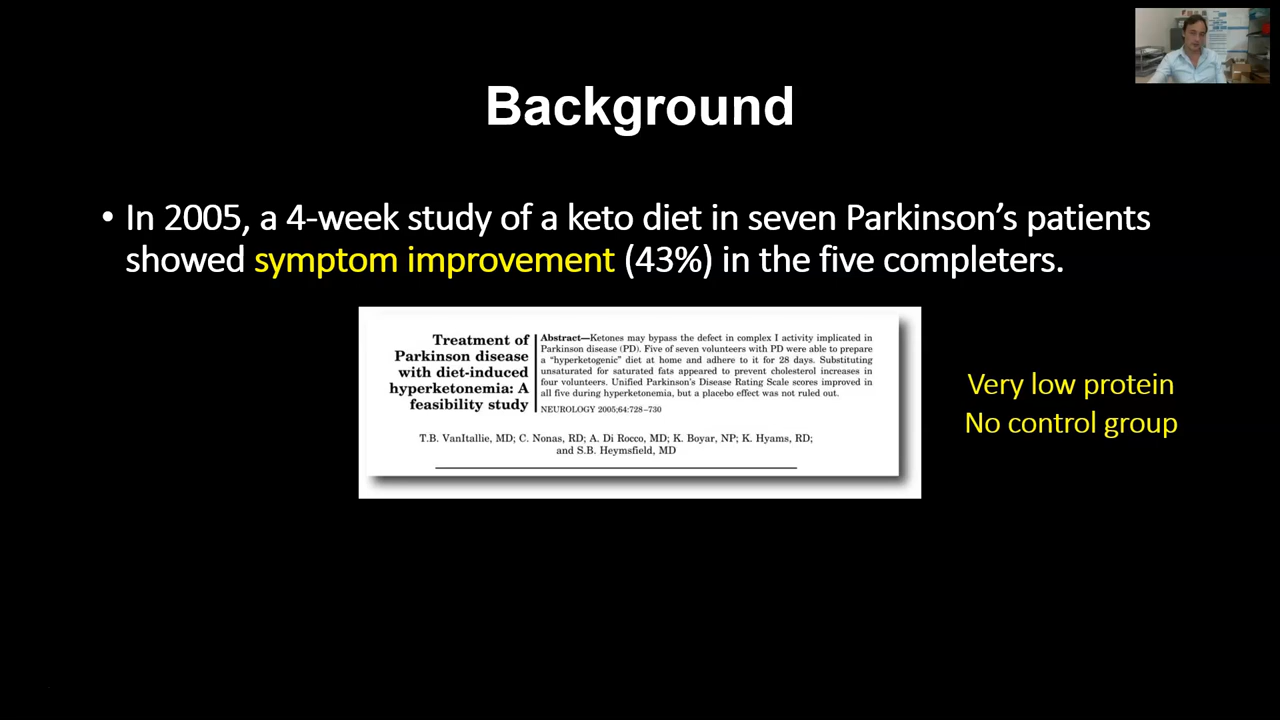 Background
• In 2005, a 4-week study of a keto diet in seven Parkinson's patients
showed symptom improvement (43%) in the five completers.
Treatment of
Parkinson disease
with diet-induced
hyperketonemia: A
feasibility study
Abstract—Ketones may bypass the defect in complex I activity implicated in
Parkinson disease (PD). Five of seven volunteers with PD were able to prepare
a "hyperketogenic" diet at home and adhere to it for 28 days. Substituting
unsaturated for saturated fats appeared to prevent cholesterol increases in
four volunteers. Unified Parkinson's Disease Rating Scale scores improved in
all five during hyperketonemia, but a placebo effect was not ruled out.
NEUROLOGY 2005;64:728–730
T.B. VanItallie, MD; C. Nonas, RD; A. Di Rocco, MD; K. Boyar, NP; K. Hyams, RD;
and S.B. Heymsfield, MD
Very low protein
No control group